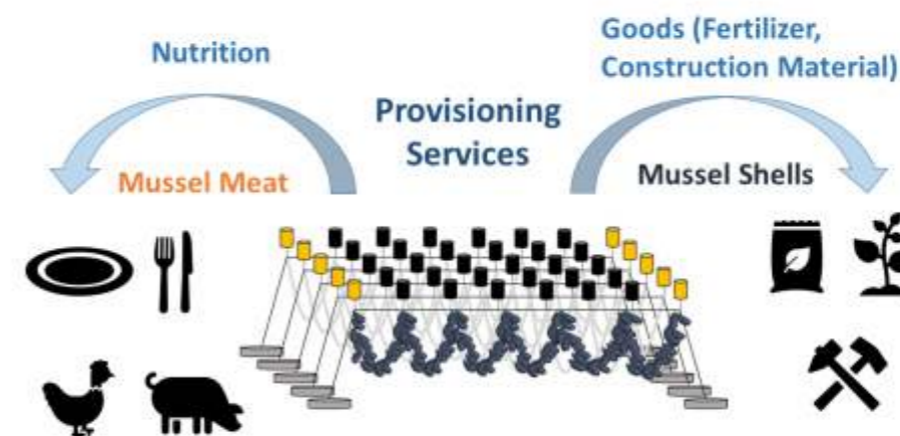 Nutrition
Goods (Fertilizer,
Construction Material)
Provisioning
Services
Mussel Meat
Mussel Shells